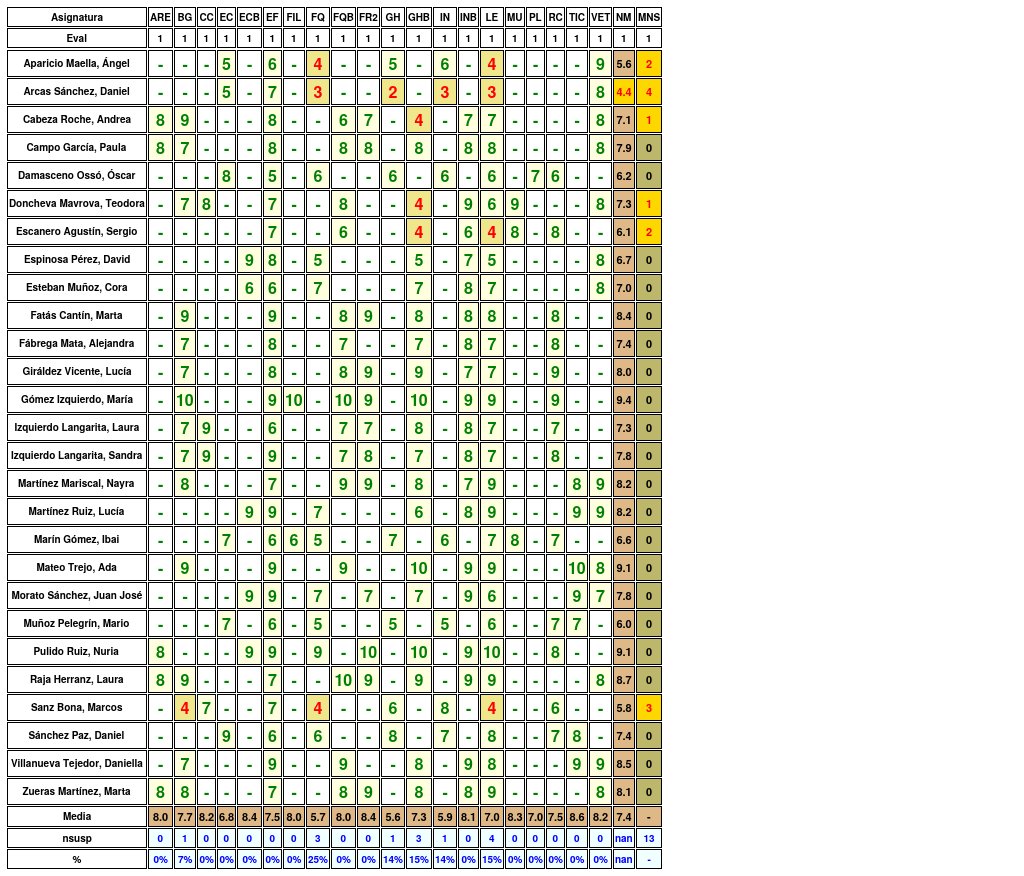 Asignatura ARE BG CC EC ECB EF FIL FQ FQB FR2 GH GHB IN INB LE MU PL RC TIC VET NM MNS
Eval 1 1 1 1 1 1 1 1 1 1 1 1 1 1 1 1 1 1 1 1 1 1
Aparicio Maella, Ángel - - - 5 - 6 - 4 - - 5 - 6 - 4 - - - - 9 5.6 2
Arcas Sánchez, Daniel - - - 5 - 7 - 3 - - 2 - 3 - 3 - - - - 8 4.4 4
Cabeza Roche, Andrea 8 9 - - - 8 - - 6 7 - 4 - 7 7 - - - - 8 7.1 1
Campo García, Paula 8 7 - - - 8 - - 8 8 - 8 - 8 8 - - - - 8 7.9 0
Damasceno Ossó, Óscar - - - 8 - 5 - 6 - - 6 - 6 - 6 - 7 6 - - 6.2 0
Doncheva Mavrova, Teodora - 7 8 - - 7 - - 8 - - 4 - 9 6 9 - - - 8 7.3 1
Escanero Agustín, Sergio - - - - - 7 - - 6 - - 4 - 6 4 8 - 8 - - 6.1 2
Espinosa Pérez, David - - - - 9 8 - 5 - - - 5 - 7 5 - - - - 8 6.7 0
Esteban Muñoz, Cora - - - - 6 6 - 7 - - - 7 - 8 7 - - - - 8 7.0 0
Fatás Cantín, Marta - 9 - - - 9 - - 8 9 - 8 - 8 8 - - 8 - - 8.4 0
Fábrega Mata, Alejandra - 7 - - - 8 - - 7 - - 7 - 8 7 - - 8 - - 7.4 0
Giráldez Vicente, Lucía - 7 - - - 8 - - 8 9 - 9 - 7 7 - - 9 - - 8.0 0
Gómez Izquierdo, María - 10 - - - 9 10 - 10 9 - 10 - 9 9 - - 9 - - 9.4 0
Izquierdo Langarita, Laura - 7 9 - - 6 - - 7 7 - 8 - 8 7 - - 7 - - 7.3 0
Izquierdo Langarita, Sandra - 7 9 - - 9 - - 7 8 - 7 - 8 7 - - 8 - - 7.8 0
Martínez Mariscal, Nayra - 8 - - - 7 - - 9 9 - 8 - 7 9 - - - 8 9 8.2 0
Martínez Ruiz, Lucía - - - - 9 9 - 7 - - - 6 - 8 9 - - - 9 9 8.2 0
Marín Gómez, Ibai - - - 7 - 6 6 5 - - 7 - 6 - 7 8 - 7 - - 6.6 0
Mateo Trejo, Ada - 9 - - - 9 - - 9 - - 10 - 9 9 - - - 10 8 9.1 0
Morato Sánchez, Juan José - - - - 9 9 - 7 - 7 - 7 - 9 6 - - - 9 7 7.8 0
Muñoz Pelegrín, Mario - - - 7 - 6 - 5 - - 5 - 5 - 6 - - 7 7 - 6.0 0
Pulido Ruiz, Nuria 8 - - - 9 9 - 9 - 10 - 10 - 9 10 - - 8 - - 9.1 0
Raja Herranz, Laura 8 9 - - - 7 - - 10 9 - 9 - 9 9 - - - - 8 8.7 0
Sanz Bona, Marcos - 4 7 - - 7 - 4 - - 6 - 8 - 4 - - 6 - - 5.8 3
Sánchez Paz, Daniel - - - 9 - 6 - 6 - - 8 - 7 - 8 - - 7 8 - 7.4 0
Villanueva Tejedor, Daniella - 7 - - - 9 - - 9 - - 8 - 9 8 - - - 9 9 8.5 0
Zueras Martínez, Marta 8 8 - - - 7 - - 8 9 - 8 - 8 9 - - - - 8 8.1 0
Media 8.0 7.7 8.2 6.8 8.4 7.5 8.0 5.7 8.0 8.4 5.6 7.3 5.9 8.1 7.0 8.3 7.0 7.5 8.6 8.2 7.4 -
nsusp 0 1 0 0 0 0 0 3 0 0 1 3 1 0 4 0 0 0 0 0 nan 13
% 0% 7% 0% 0% 0% 0% 0% 25% 0% 0% 14% 15% 14% 0% 15% 0% 0% 0% 0% 0% nan -